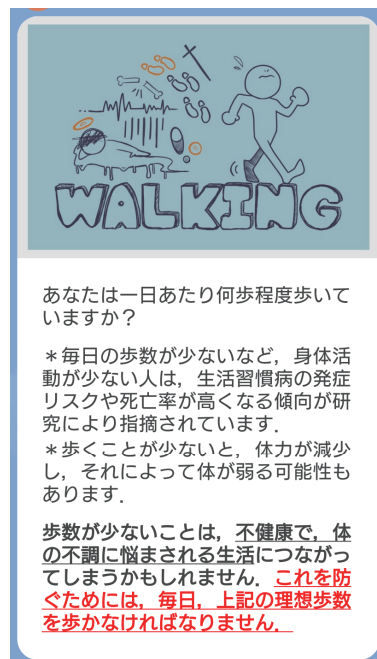 WALKING
あなたは一日あたり何歩程度歩いて
いますか？
＊毎日の歩数が少ないなど，身体活
動が少ない人は，生活習慣病の発症
リスクや死亡率が高くなる傾向が研
究により指摘されています．
＊歩くことが少ないと，体力が減少
し，それによって体が弱る可能性も
あります．
歩数が少ないことは，不健康で，体
の不調に悩まされる生活につながっ
てしまうかもしれません．これを防
ぐためには，毎日，上記の理想歩数
を歩かなければなりません．